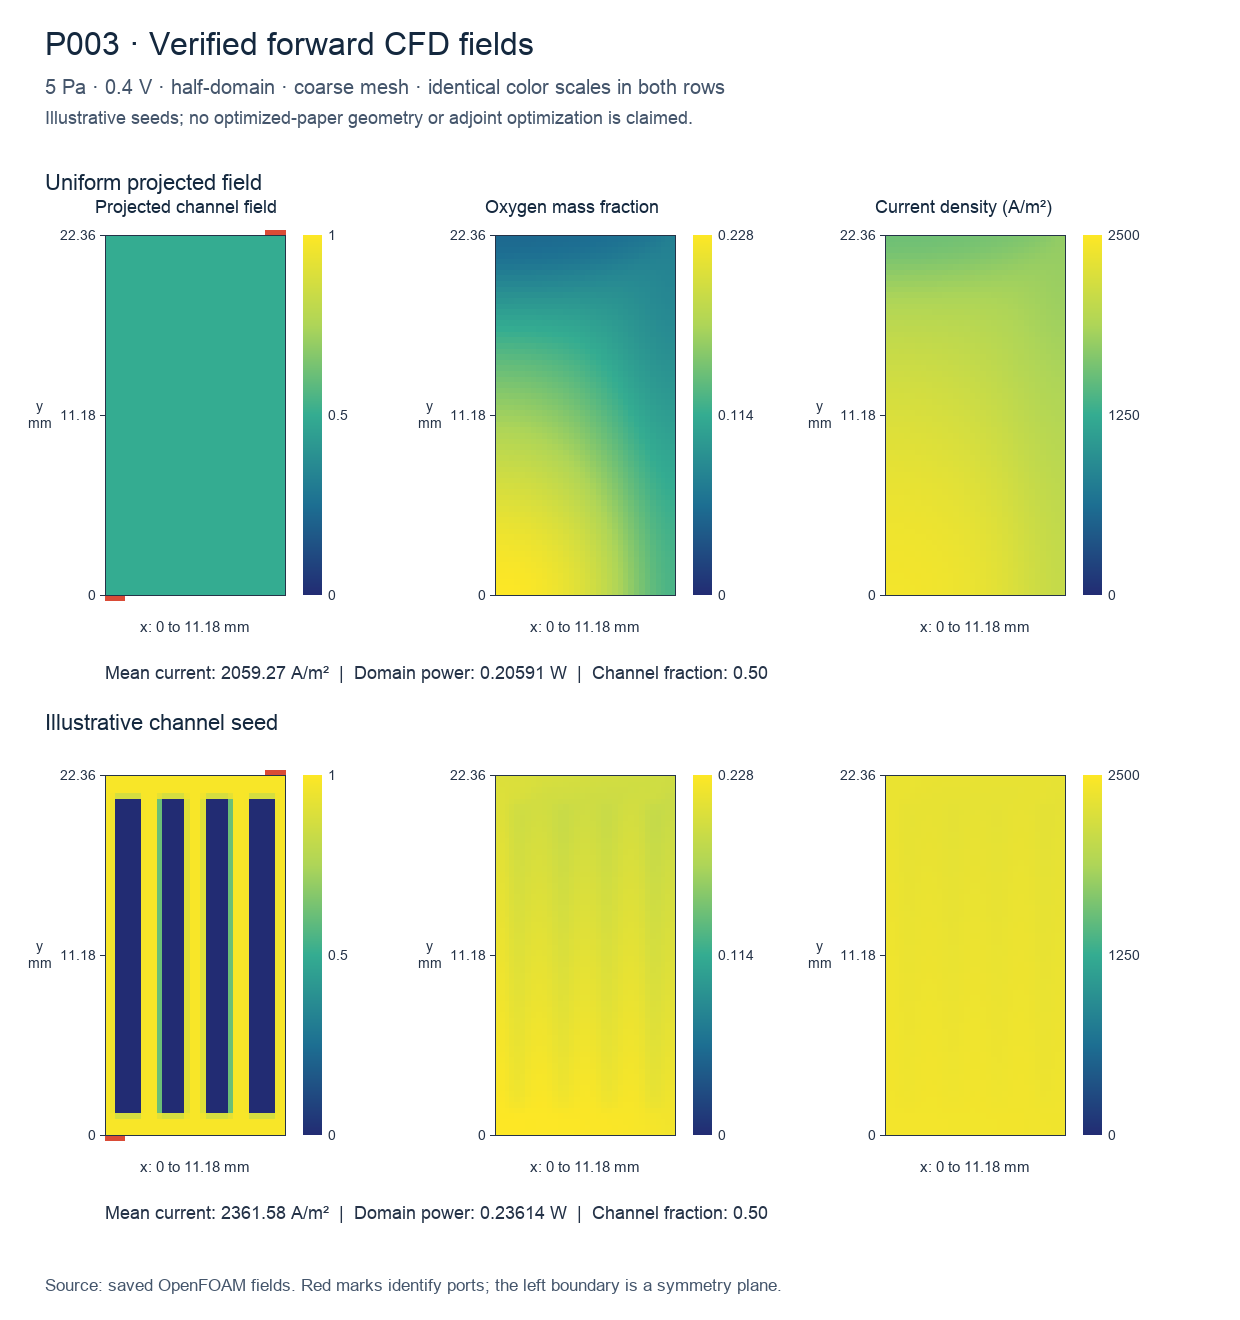 P003 · Verified forward CFD fields
5 Pa · 0.4 V · half-domain · coarse mesh · identical color scales in both rows
Illustrative seeds; no optimized-paper geometry or adjoint optimization is claimed.
Uniform projected field
Projected channel field
Oxygen mass fraction
Current density (A/m²)
22.36
1
22.36
0.228
22.36
2500
y
mm
11.18
0.5
y
mm
11.18
0.114
y
mm
11.18
1250
0
0
0
0
0
0
x: 0 to 11.18 mm
x: 0 to 11.18 mm
x: 0 to 11.18 mm
Mean current: 2059.27 A/m² | Domain power: 0.20591 W | Channel fraction: 0.50
Illustrative channel seed
22.36
1
22.36
0.228
22.36
2500
y
mm
11.18
0.5
y
mm
11.18
0.114
y
mm
11.18
1250
0
0
0
0
0
0
x: 0 to 11.18 mm
x: 0 to 11.18 mm
x: 0 to 11.18 mm
Mean current: 2361.58 A/m² | Domain power: 0.23614 W | Channel fraction: 0.50
Source: saved OpenFOAM fields. Red marks identify ports; the left boundary is a symmetry plane.